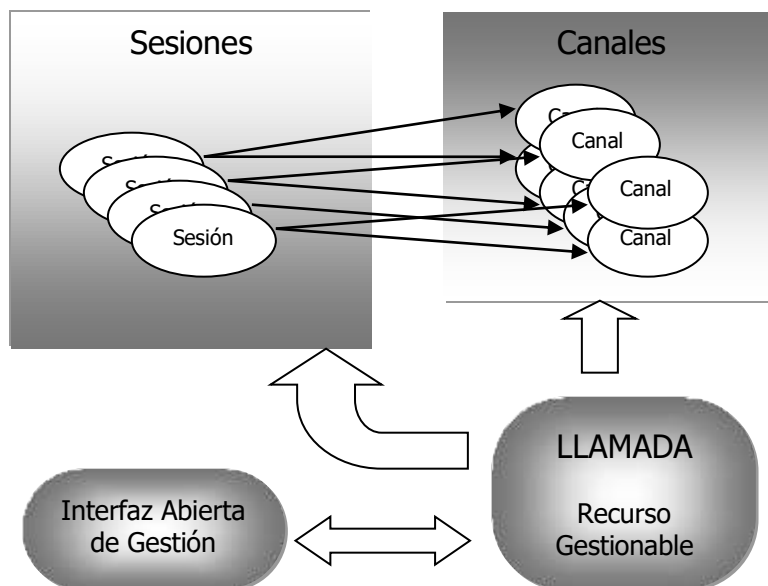 Sesiones
Canales
Sesión
Canal
Canal
Canal
LLAMADA
Recurso
Gestionable
Interfaz Abierta
de Gestión